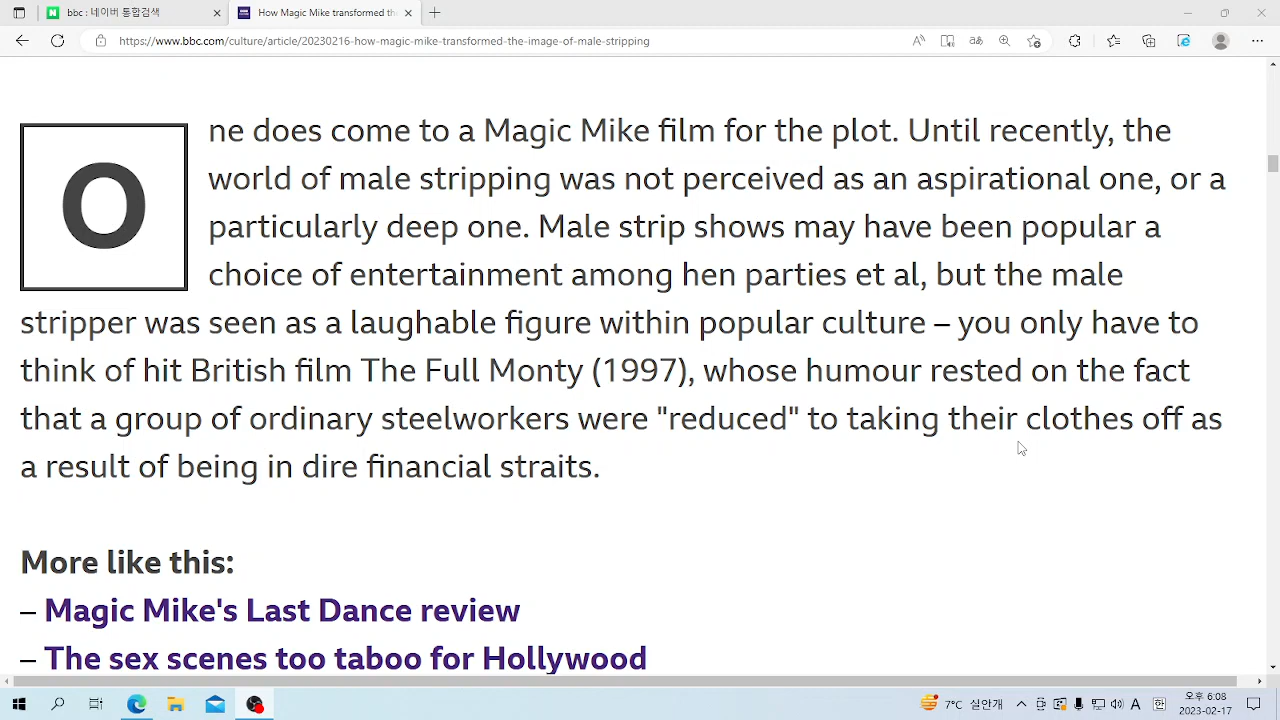 bbc : 네이버 통합검색
How Magic Mike transformed th
https://www.bbc.com/culture/article/20230216-how-magic-mike-transformed-the-image-of-male-stripping
One does come to a Magic Mike film for the plot. Until recently, the
world of male stripping was not perceived as an aspirational one, or a
particularly deep one. Male strip shows may have been popular a
choice of entertainment among hen parties et al, but the male
stripper was seen as a laughable figure within popular culture – you only have to
think of hit British film The Full Monty (1997), whose humour rested on the fact
that a group of ordinary steelworkers were "reduced" to taking their clothes off as
a result of being in dire financial straits.
More like this:
– Magic Mike's Last Dance review
– The sex scenes too taboo for Hollywood
7°C 실안개 A 오후 6:08
2023-02-17